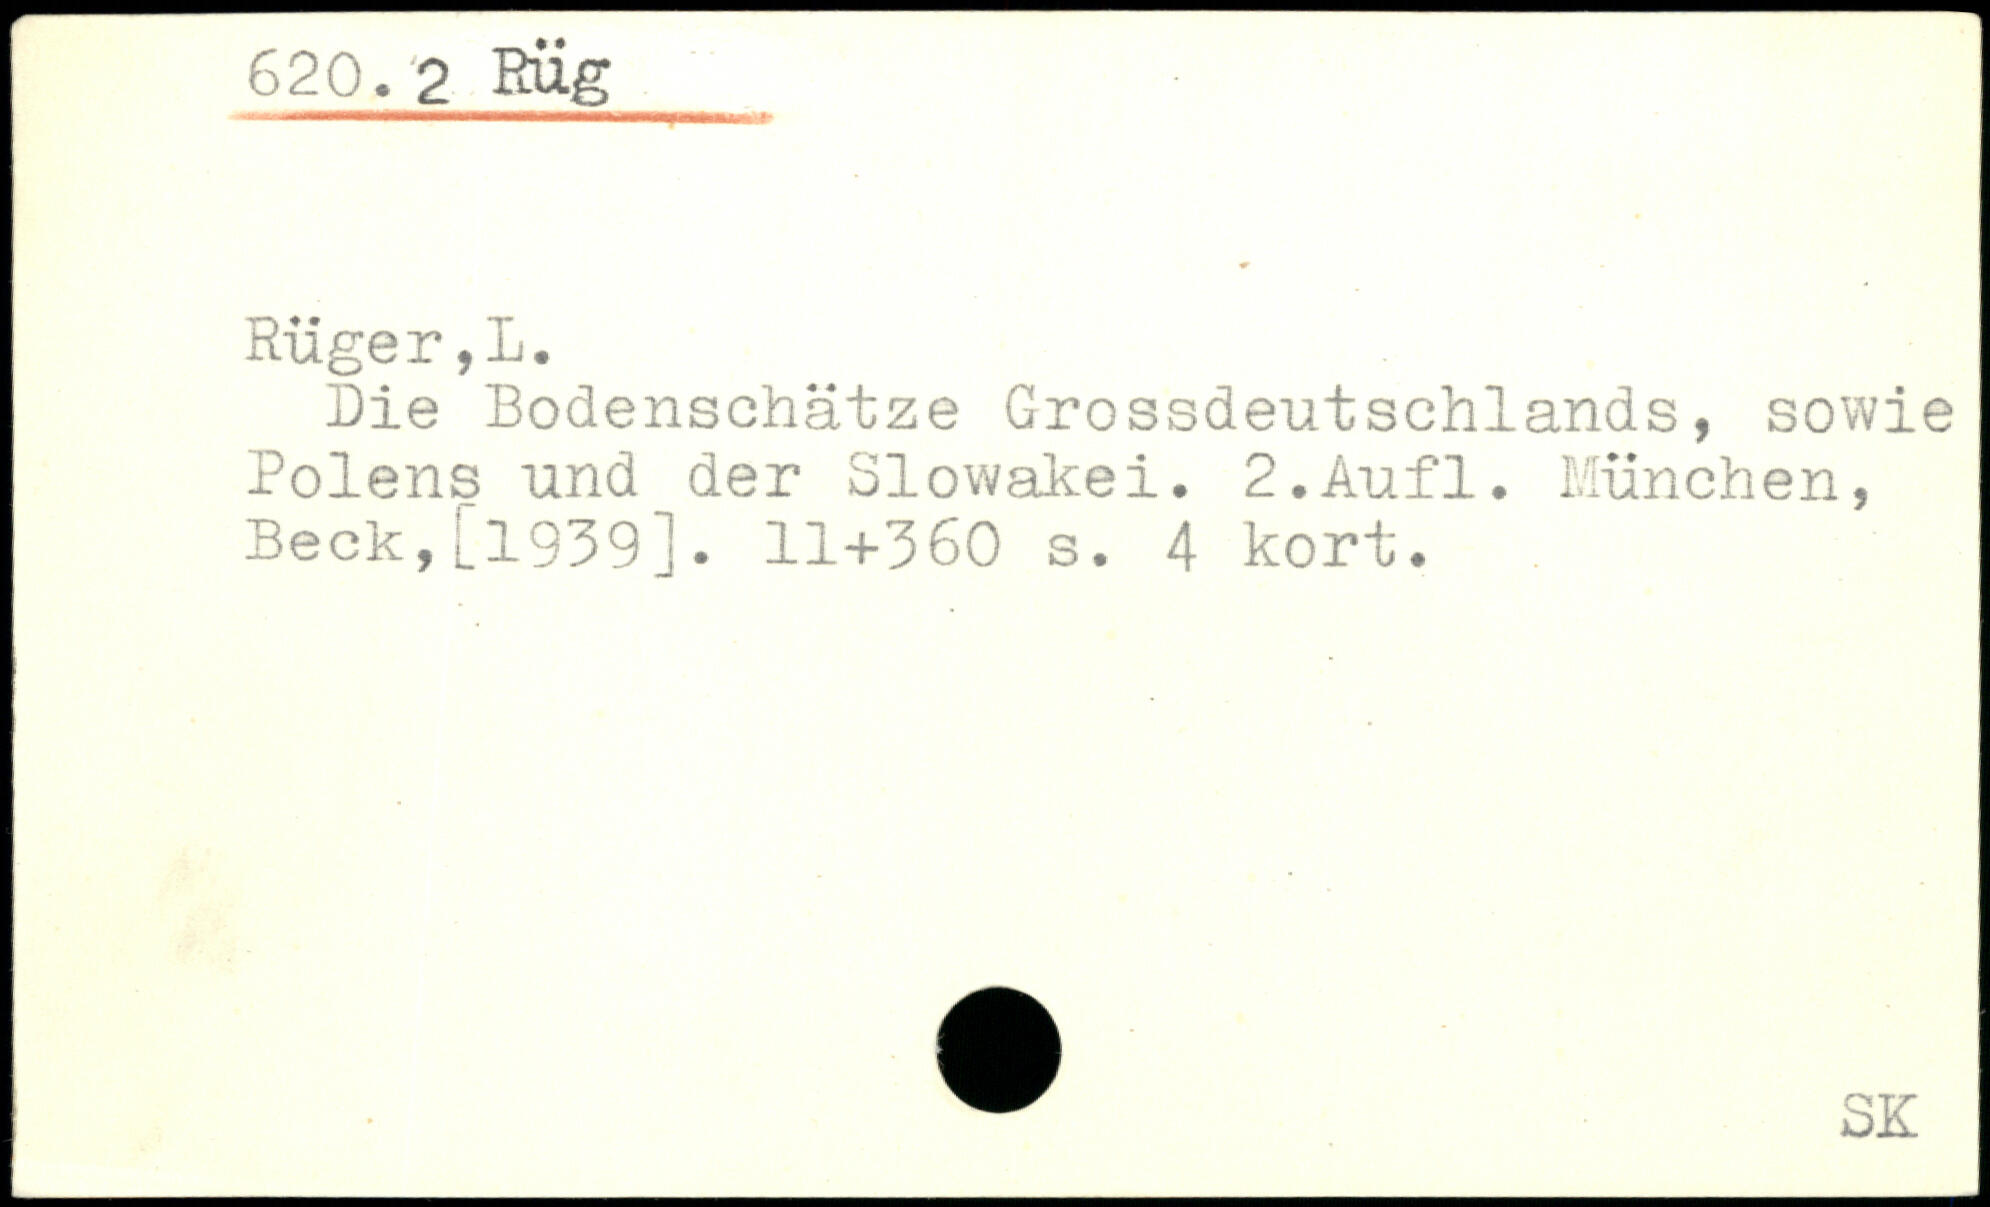 620.2 Rüg
Rüger,L.
Die Bodenschätze Grossdeutschlands, sowie
Polens und der Slowakei. 2.Aufl. München,
Beck,[1939]. 11+360 s. 4 kort.
SK